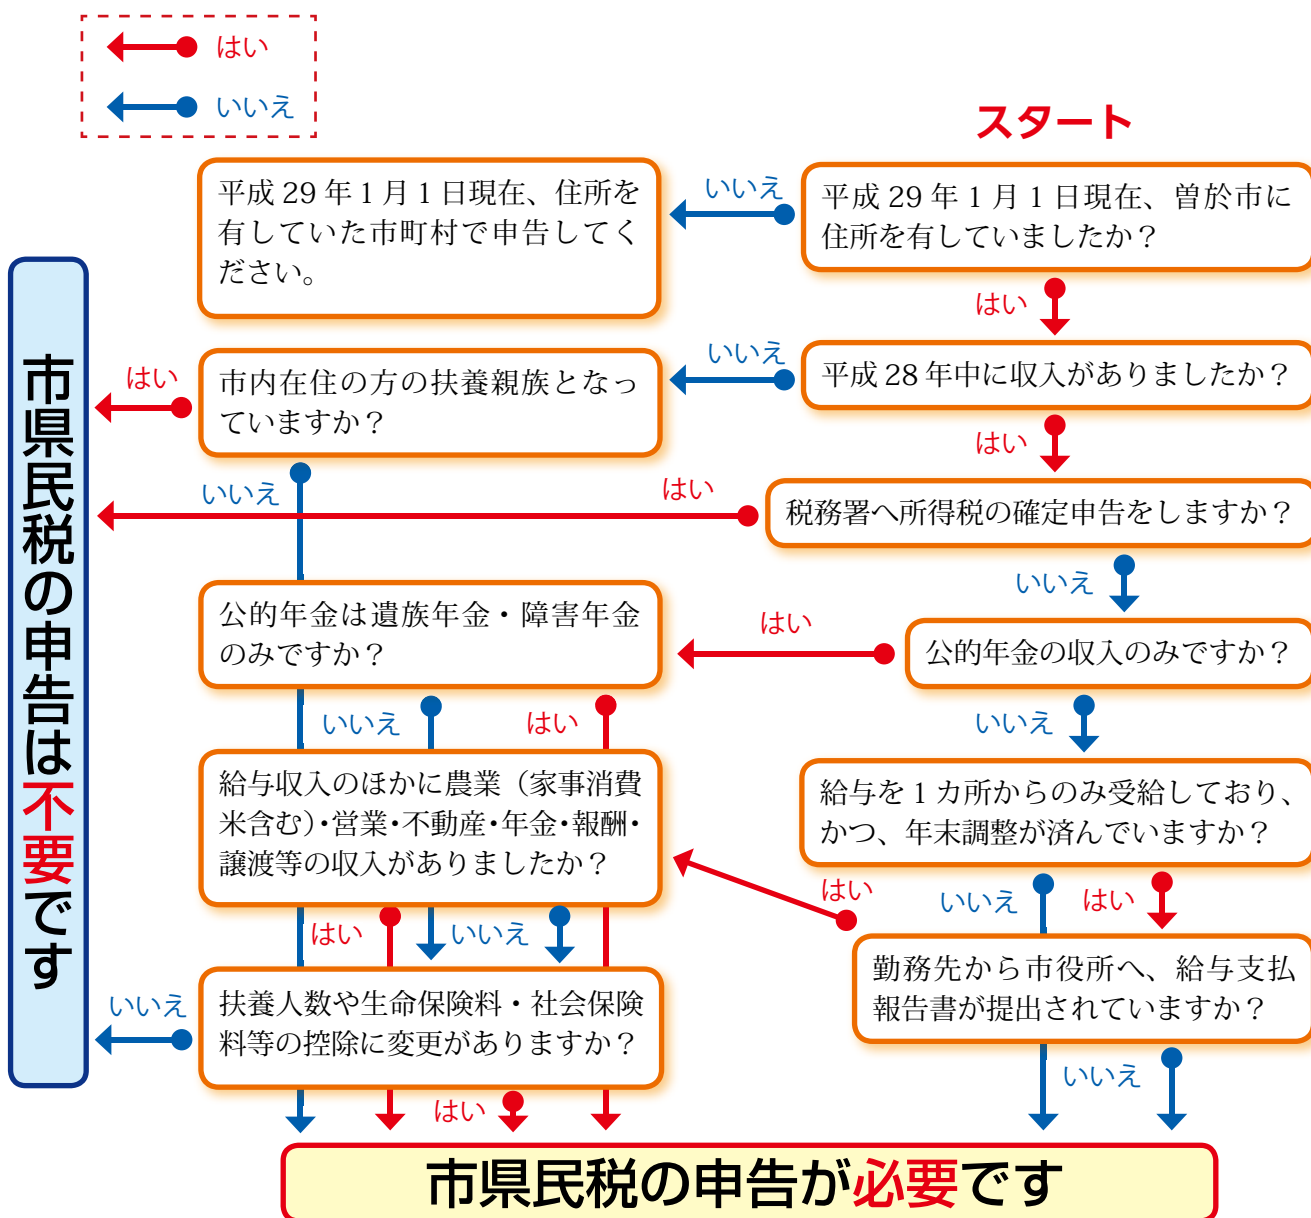 はい
いいえ
スタート
平成 29 年 1 月 1 日現在、曽於市に
住所を有していましたか？
いいえ
平成 29 年 1 月 1 日現在、住所を
有していた市町村で申告してく
ださい。
はい
平成 28 年中に収入がありましたか？
いいえ
市内在住の方の扶養親族となっ
ていますか？
はい
いいえ
はい
税務署へ所得税の確定申告をしますか？
はい
いいえ
公的年金の収入のみですか？
はい
公的年金は遺族年金・障害年金
のみですか？
いいえ
はい
いいえ
給与を 1 カ所からのみ受給しており、
かつ、年末調整が済んでいますか？
いいえ
はい
勤務先から市役所へ、給与支払
報告書が提出されていますか？
はい
いいえ
給与収入のほかに農業（家事消費
米含む）・営業・不動産・年金・報酬・
譲渡等の収入がありましたか？
はい
いいえ
扶養人数や生命保険料・社会保険
料等の控除に変更がありますか？
いいえ
はい
市県民税の申告は不要です
市県民税の申告が必要です